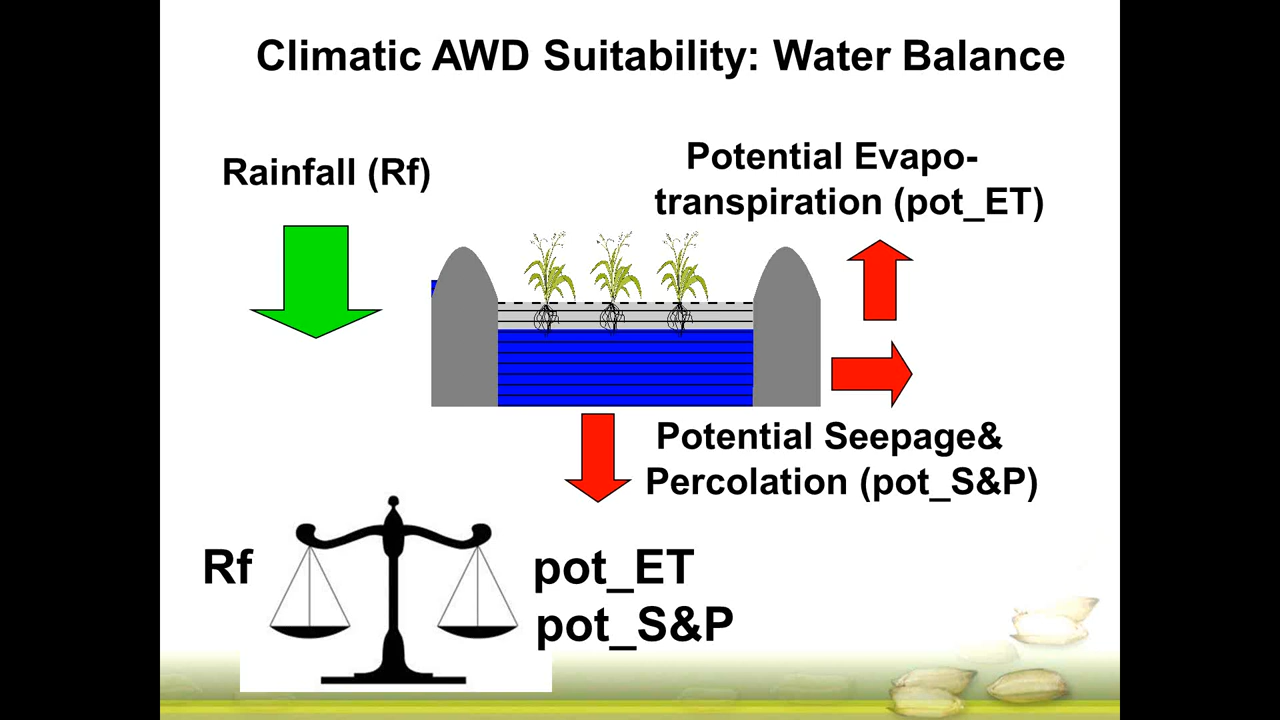 Climatic AWD Suitability: Water Balance
Rainfall (Rf)
Potential Evapo-
transpiration (pot_ET)
Potential Seepage&
Percolation (pot_S&P)
Rf
pot_ET
pot_S&P